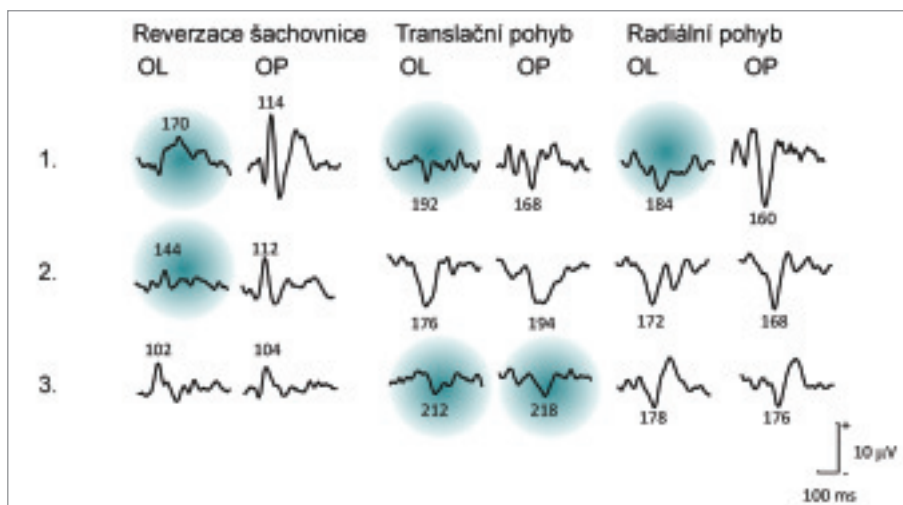 Reverzace šachovnice Translační pohyb Radiální pohyb
OL OP OL OP OL OP
1. 170 114 192 168 184 160
2. 144 112 176 194 172 168
3. 102 104 212 218 178 176
+
10 µV
-
100 ms